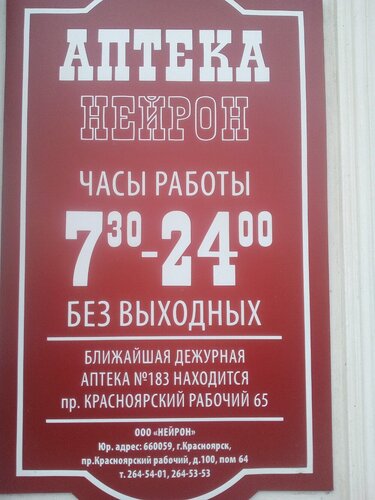 АПТЕКА
НЕЙРОН
ЧАСЫ РАБОТЫ
7³⁰-24⁰⁰
БЕЗ ВЫХОДНЫХ
БЛИЖАЙШАЯ ДЕЖУРНАЯ
АПТЕКА №183 НАХОДИТСЯ
пр. КРАСНОЯРСКИЙ РАБОЧИЙ 65
ООО «НЕЙРОН»
Юр. адрес: 660059, г.Красноярск,
пр.Красноярский рабочий, д.100, пом 64
т. 264-54-01, 264-53-53